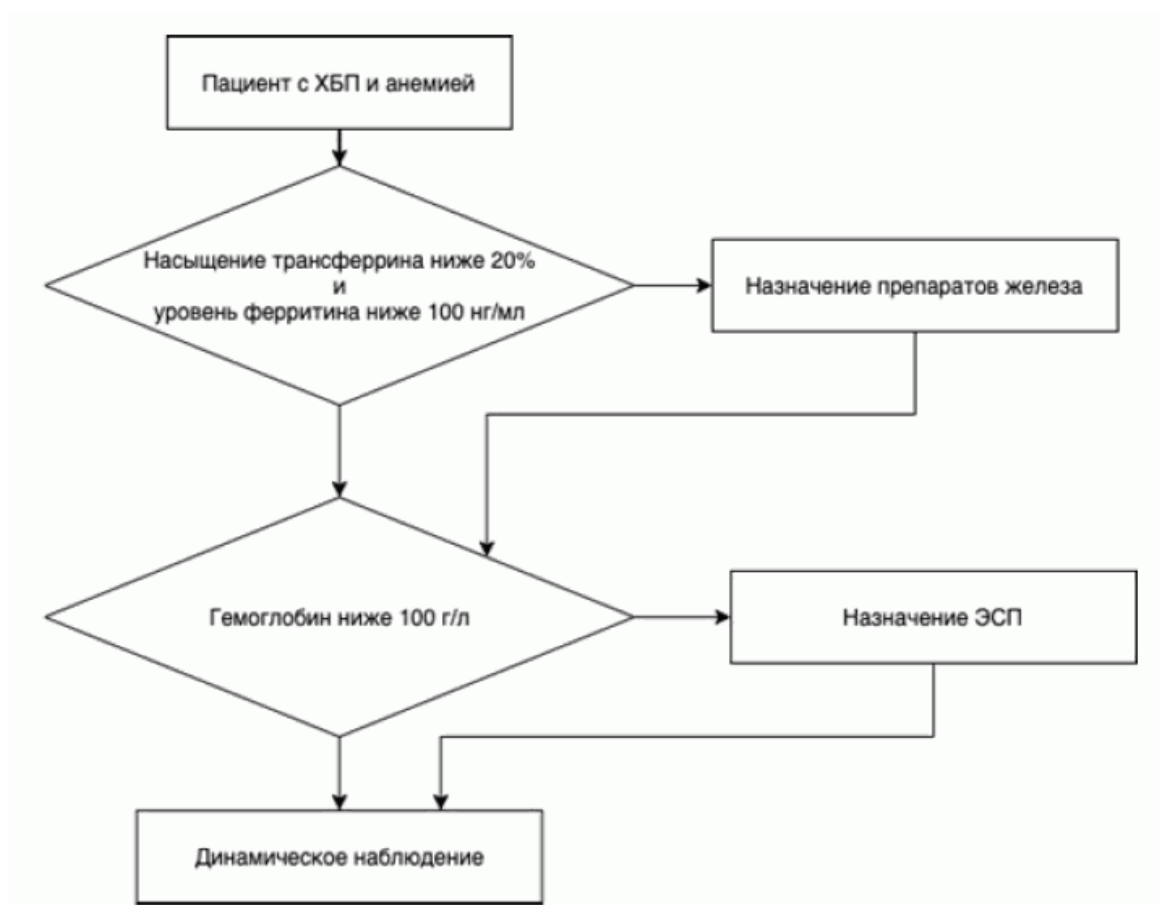 Пациент с ХБП и анемией
Насыщение трансферрина ниже 20%
и
уровень ферритина ниже 100 нг/мл
Назначение препаратов железа
Гемоглобин ниже 100 г/л
Назначение ЭСП
Динамическое наблюдение